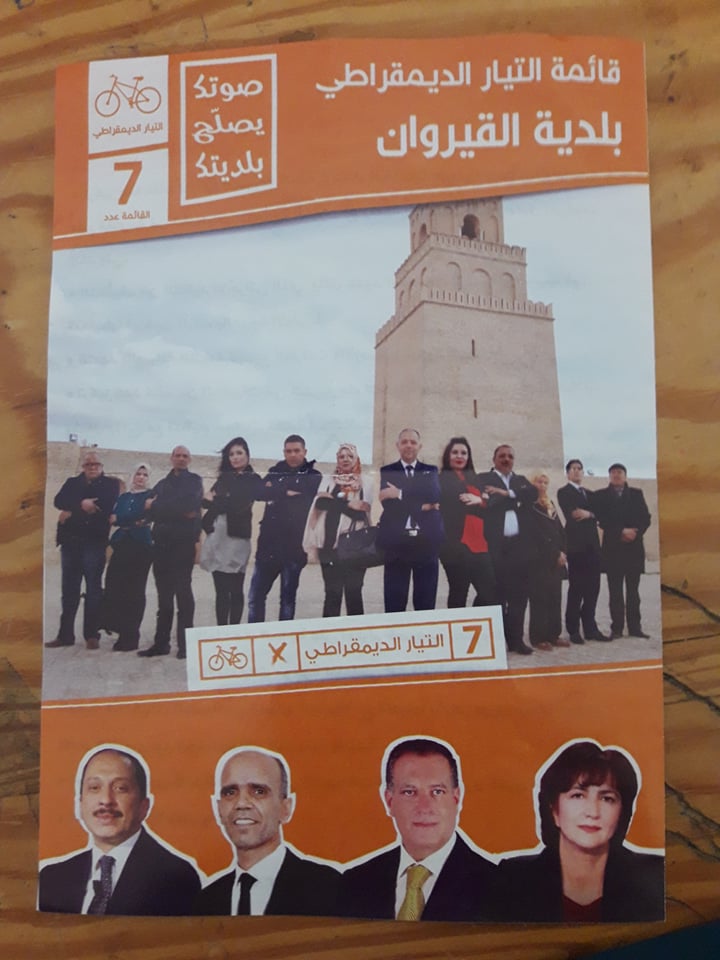 قائمة التيار الديمقراطي
بلدية القيروان
صوتك
يصلّح
بلديتك
التيار الديمقراطي
7
القائمة عدد
7 التيار الديمقراطي X